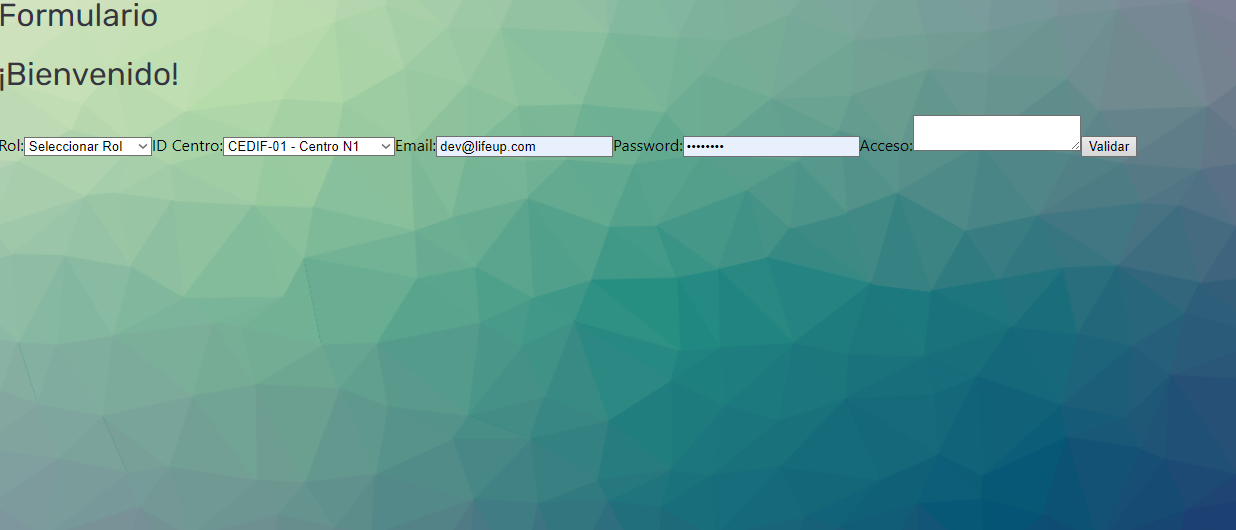 Formulario
¡Bienvenido!
Rol: Seleccionar Rol ID Centro: CEDIF-01 - Centro N1 Email: dev@lifeup.com Password: •••••••• Acceso: Validar